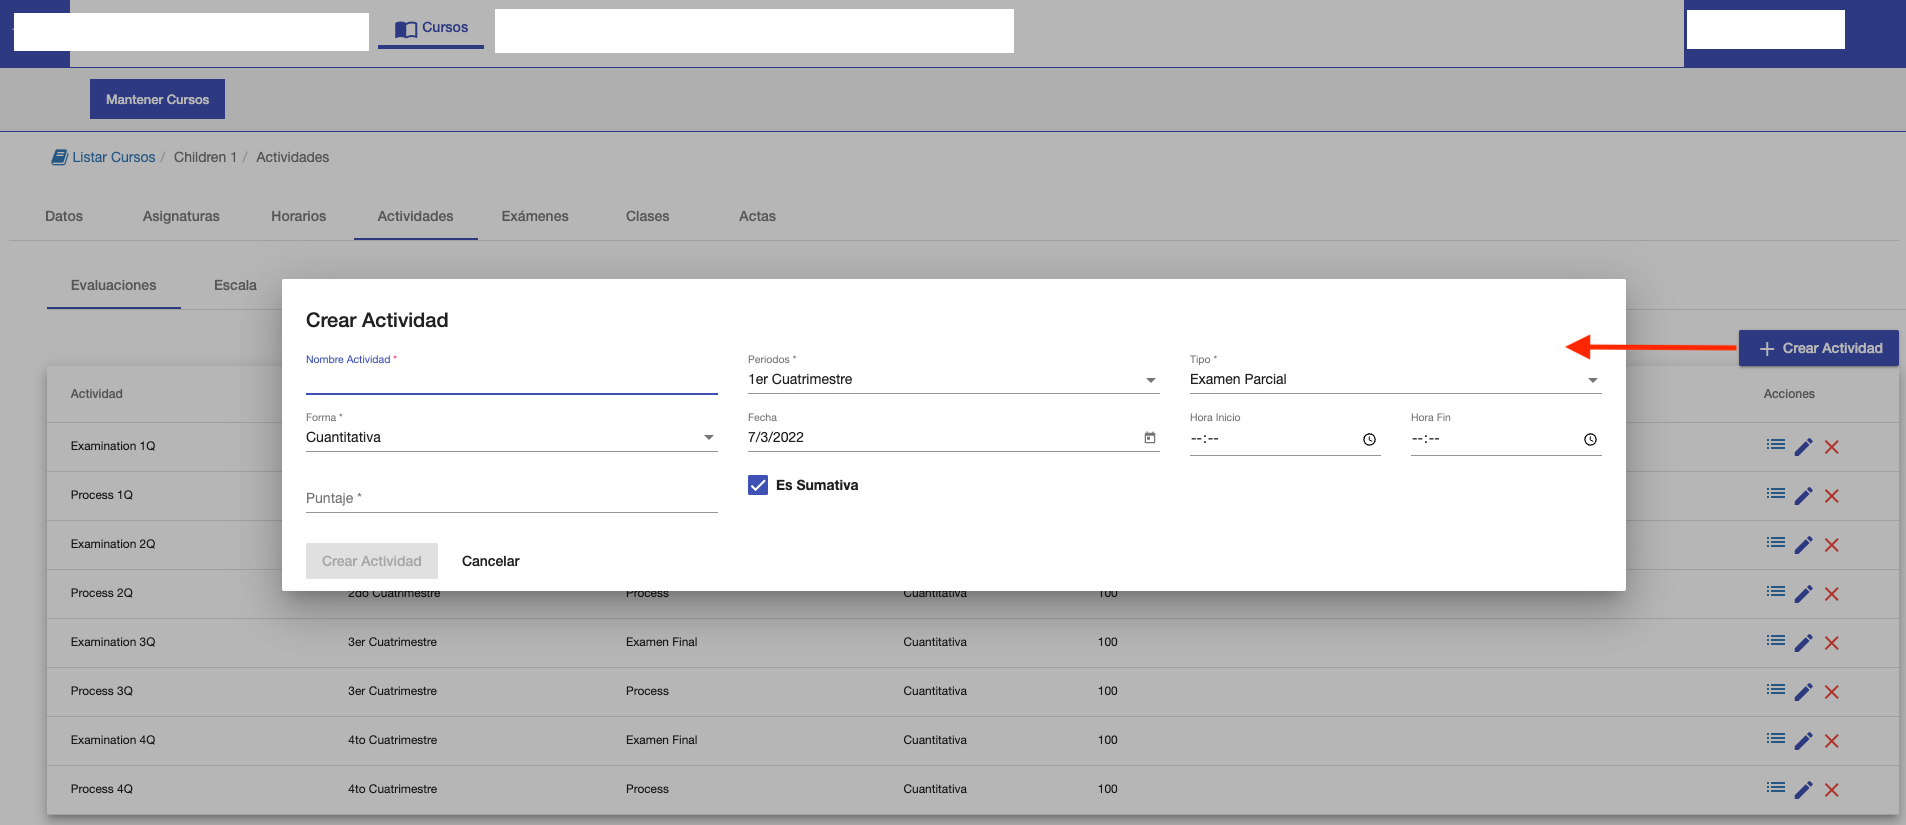 Cursos
Mantener Cursos
Listar Cursos / Children 1 / Actividades
Datos Asignaturas Horarios Actividades Exámenes Clases Actas
Evaluaciones Escala
Crear Actividad
Crear Actividad
Nombre Actividad * Periodos * Tipo *
1er Cuatrimestre Examen Parcial
Actividad Acciones
Forma * Fecha Hora Inicio Hora Fin
Cuantitativa 7/3/2022 --:-- --:--
Examination 1Q
Es Sumativa
Process 1Q
Puntaje *
Examination 2Q
Crear Actividad Cancelar
Process 2Q 2do Cuatrimestre Process Cuantitativa 100
Examination 3Q 3er Cuatrimestre Examen Final Cuantitativa 100
Process 3Q 3er Cuatrimestre Process Cuantitativa 100
Examination 4Q 4to Cuatrimestre Examen Final Cuantitativa 100
Process 4Q 4to Cuatrimestre Process Cuantitativa 100